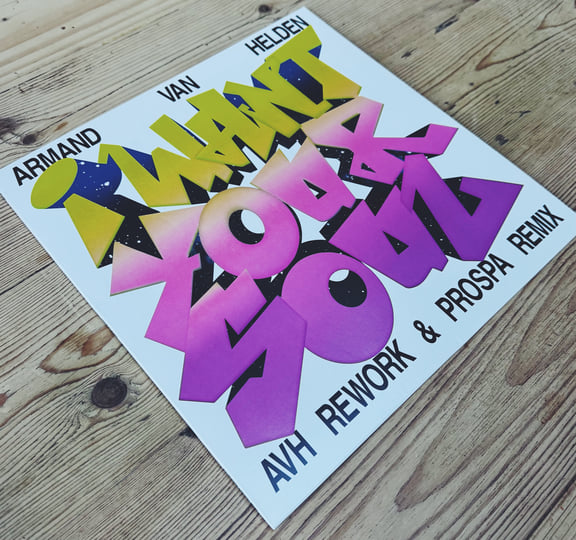 ARMAND VAN HELDEN
i WANT
YOUR
SOUL
AVH REWORK & PROSPA REMIX